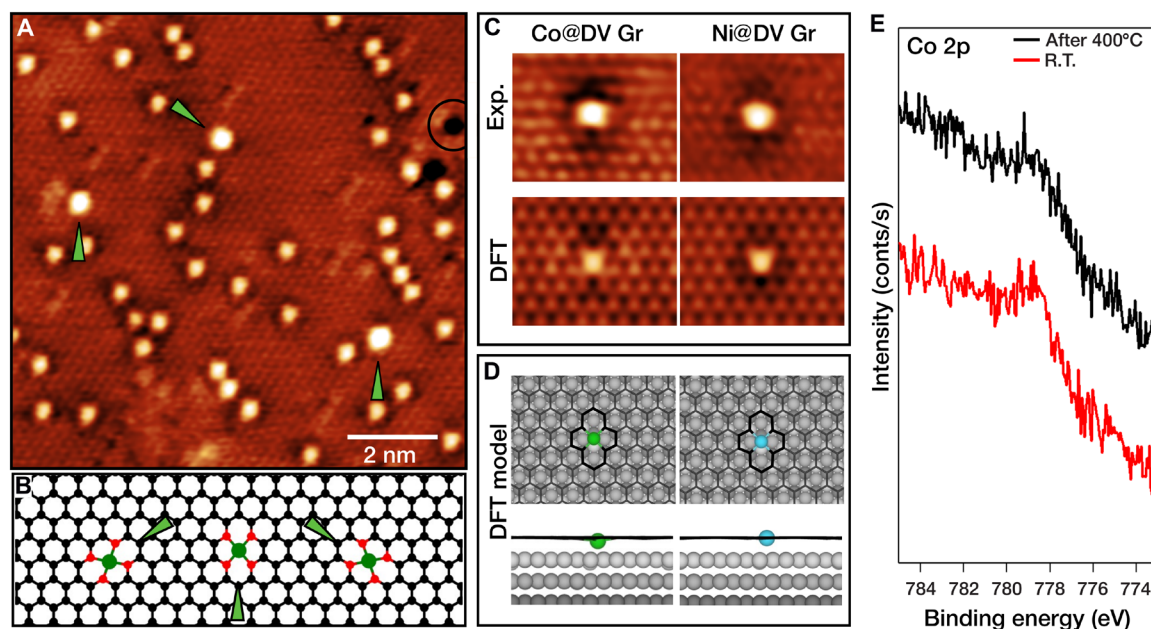 A
2 nm
B
C
Co@DV Gr
Ni@DV Gr
Exp.
DFT
D
DFT model
E
Co 2p
After 400°C
R.T.
Intensity (conts/s)
784 782 780 778 776 774
Binding energy (eV)